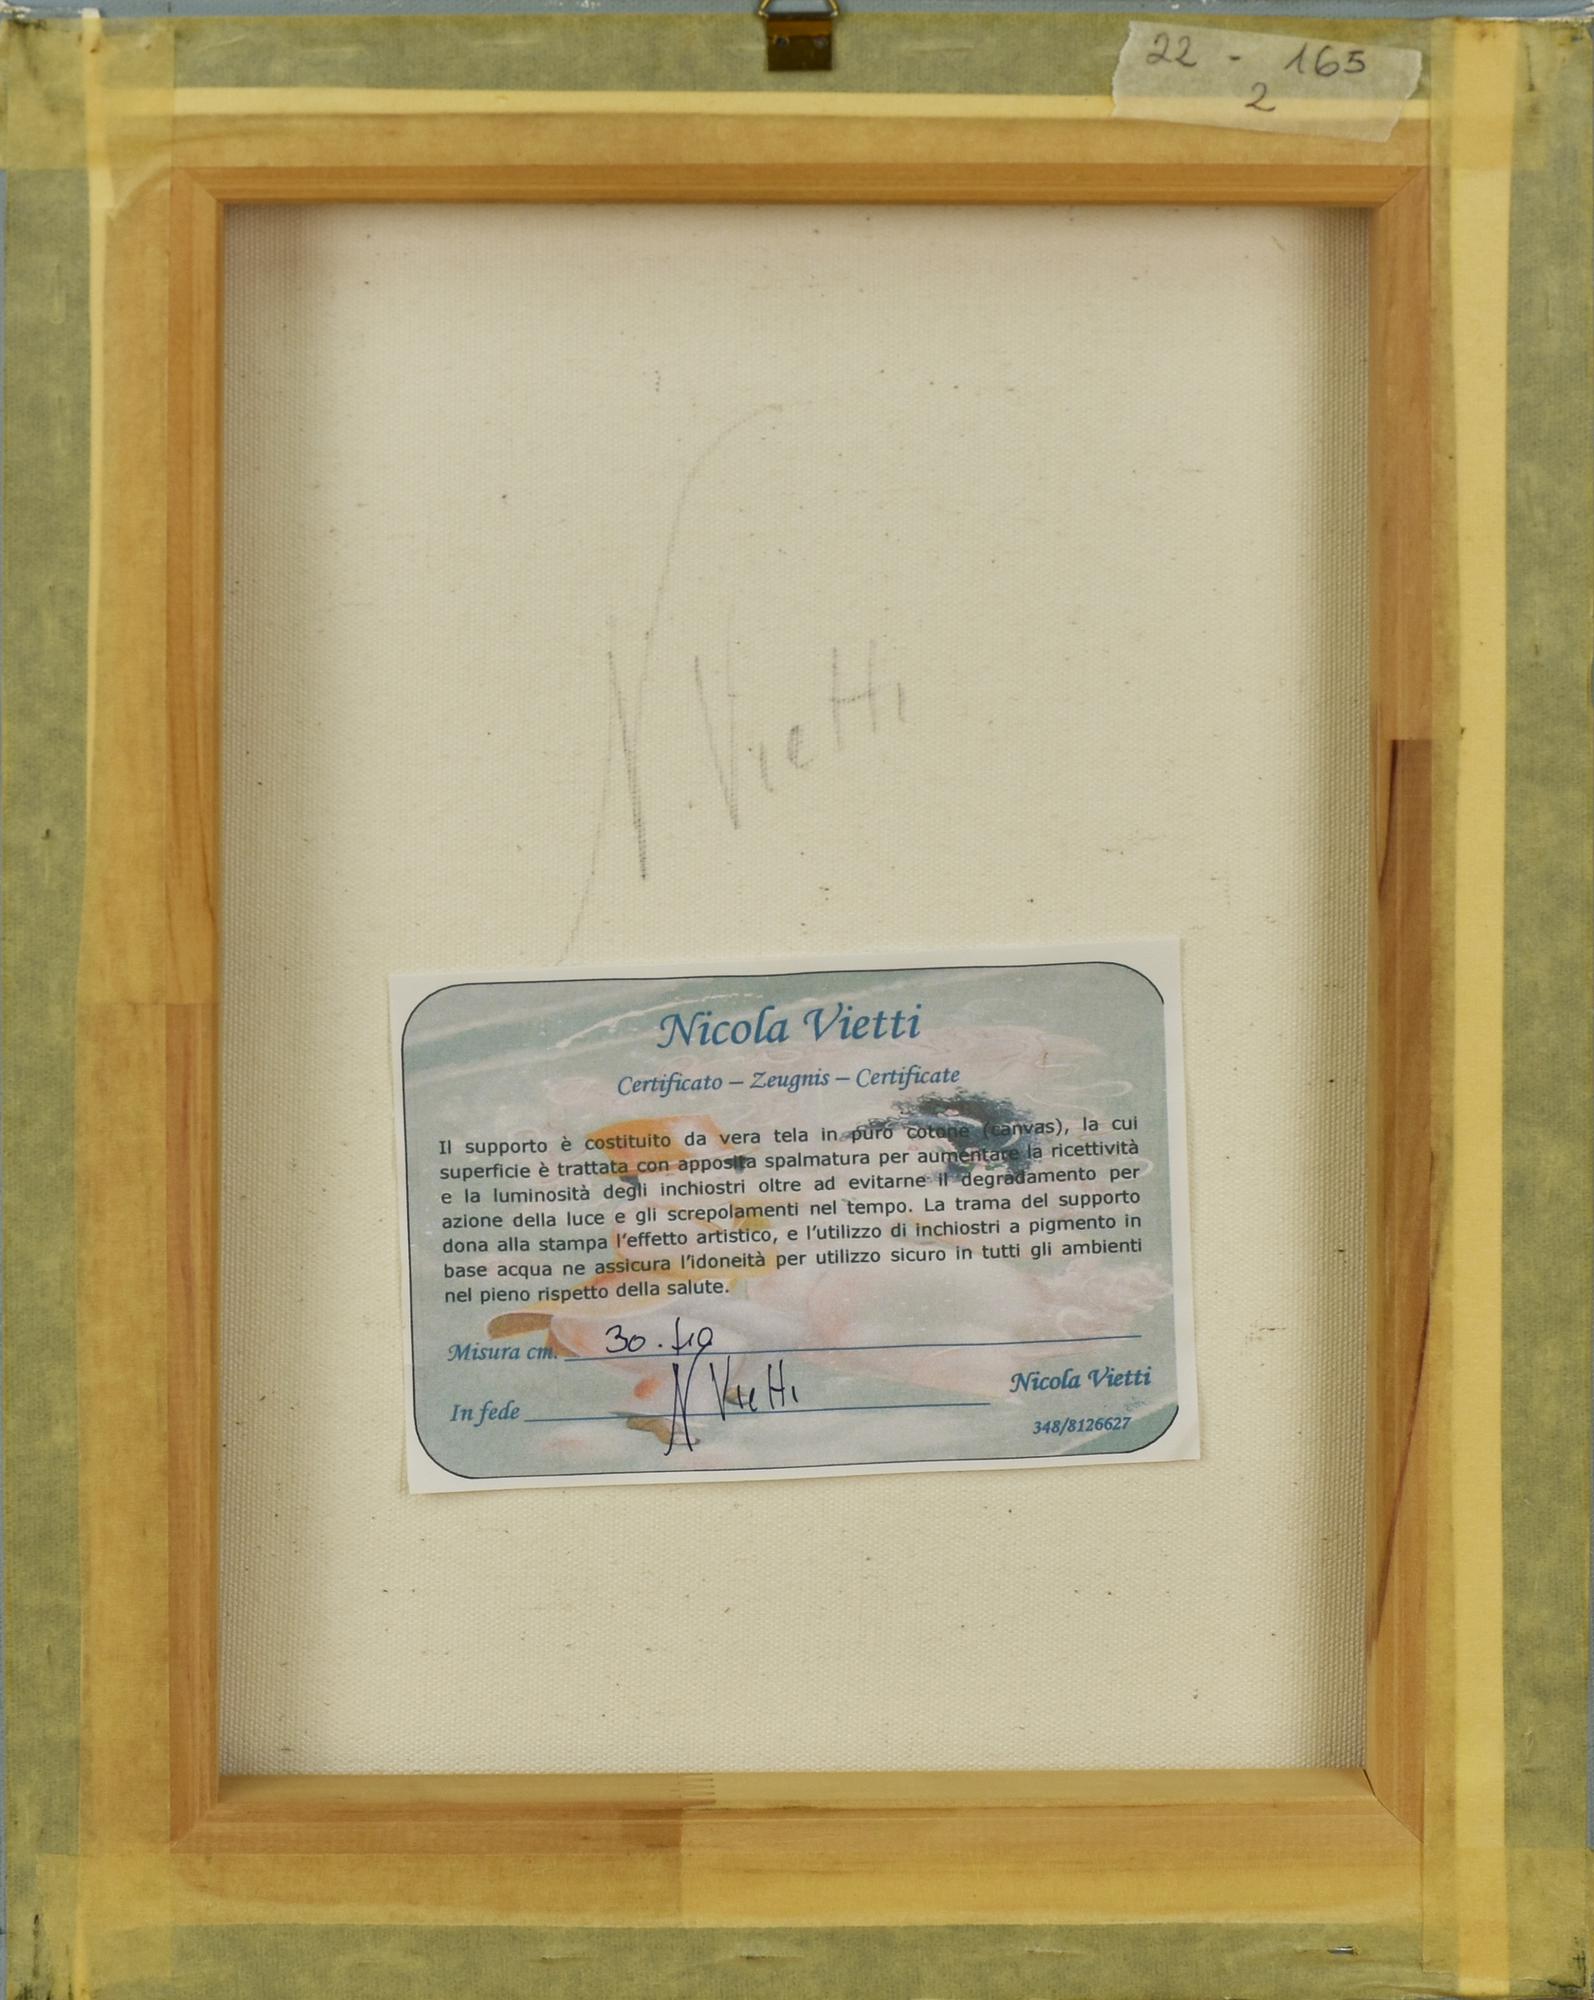 22 - 165
2
N. Vietti
Nicola Vietti
Certificato – Zeugnis – Certificate
Il supporto è costituito da vera tela in puro cotone (canvas), la cui
superficie è trattata con apposita spalmatura per aumentare la ricettività
e la luminosità degli inchiostri oltre ad evitarne il degradamento per
azione della luce e gli screpolamenti nel tempo. La trama del supporto
dona alla stampa l'effetto artistico, e l'utilizzo di inchiostri a pigmento in
base acqua ne assicura l'idoneità per utilizzo sicuro in tutti gli ambienti
nel pieno rispetto della salute.
Misura cm. 30.40
In fede N Vietti
Nicola Vietti
348/8126627